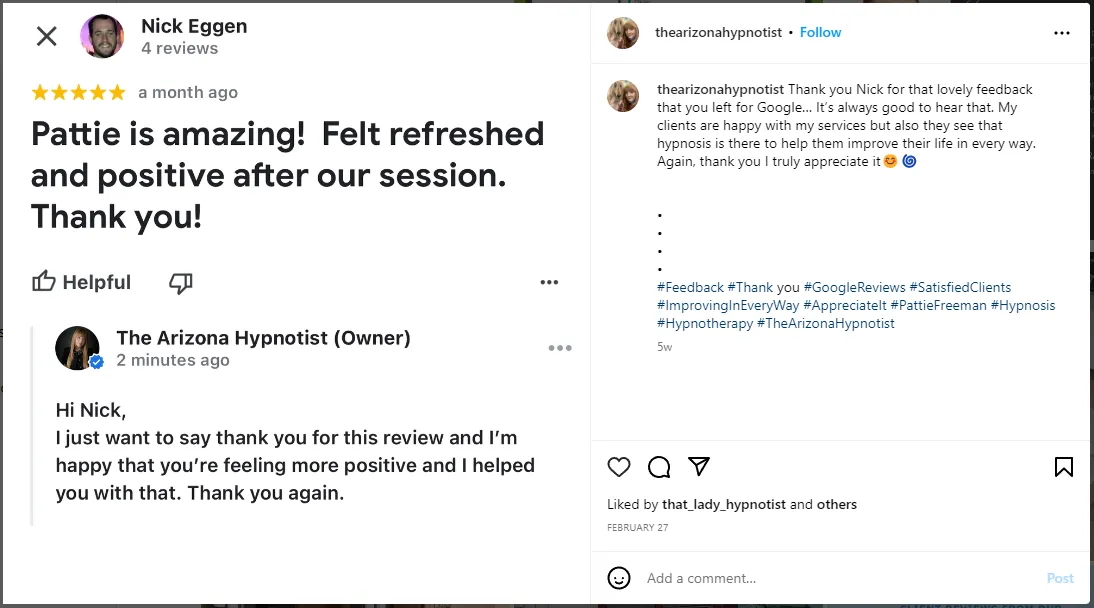 Nick Eggen
4 reviews
a month ago
Pattie is amazing!  Felt refreshed
and positive after our session.
Thank you!
Helpful
The Arizona Hypnotist (Owner)
2 minutes ago
Hi Nick,
I just want to say thank you for this review and I’m
happy that you’re feeling more positive and I helped
you with that. Thank you again.
thearizonahypnotist • Follow
thearizonahypnotist Thank you Nick for that lovely feedback
that you left for Google... It’s always good to hear that. My
clients are happy with my services but also they see that
hypnosis is there to help them improve their life in every way.
Again, thank you I truly appreciate it😊 🌀
•
•
•
•
#Feedback #Thank you #GoogleReviews #SatisfiedClients
#ImprovingInEveryWay #AppreciateIt #PattieFreeman #Hypnosis
#Hypnotherapy #TheArizonaHypnotist
5w
Liked by that_lady_hypnotist and others
FEBRUARY 27
Add a comment... Post